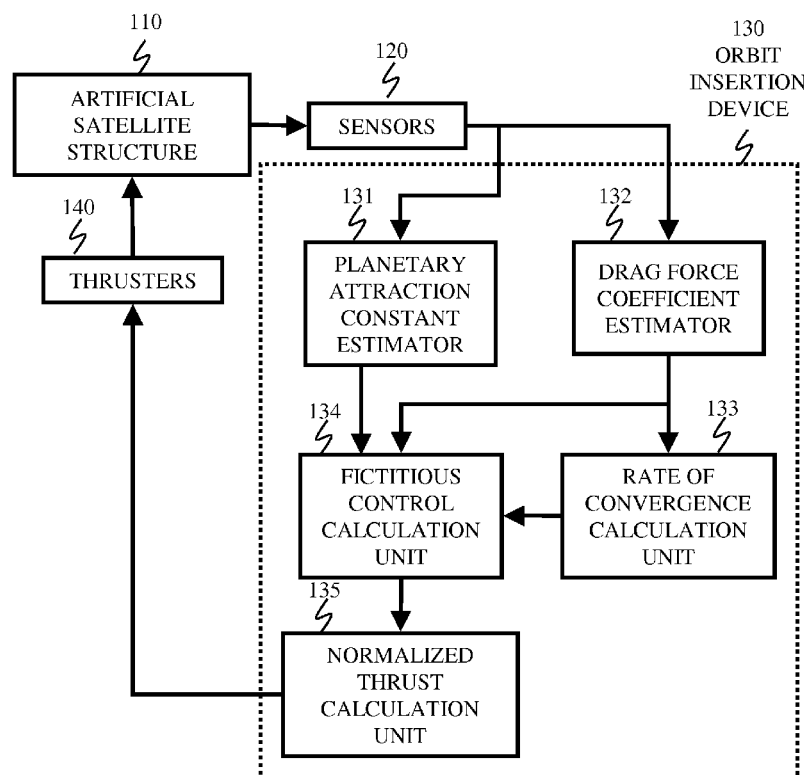 110
ARTIFICIAL
SATELLITE
STRUCTURE
120
SENSORS
130
ORBIT
INSERTION
DEVICE
140
THRUSTERS
131
PLANETARY
ATTRACTION
CONSTANT
ESTIMATOR
132
DRAG FORCE
COEFFICIENT
ESTIMATOR
134
FICTITIOUS
CONTROL
CALCULATION
UNIT
133
RATE OF
CONVERGENCE
CALCULATION
UNIT
135
NORMALIZED
THRUST
CALCULATION
UNIT